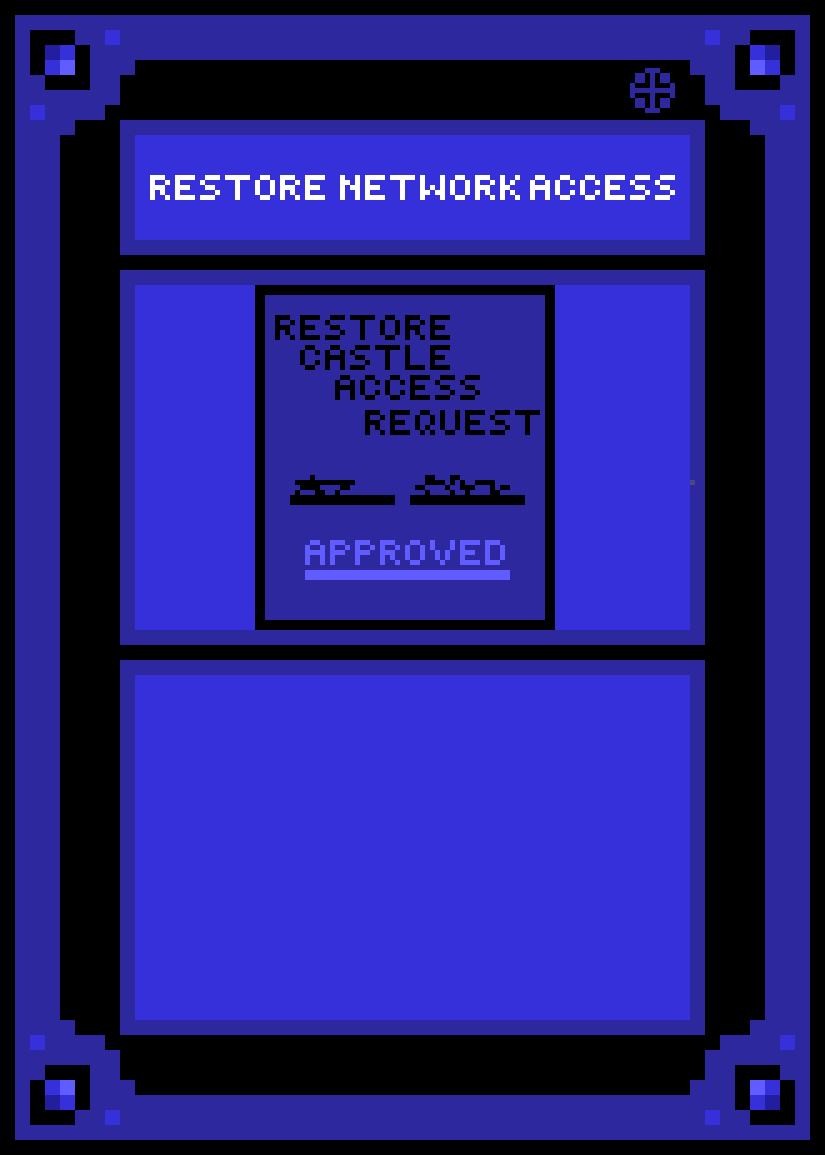 RESTORE NETWORK ACCESS
RESTORE
CASTLE
ACCESS
REQUEST
APPROVED